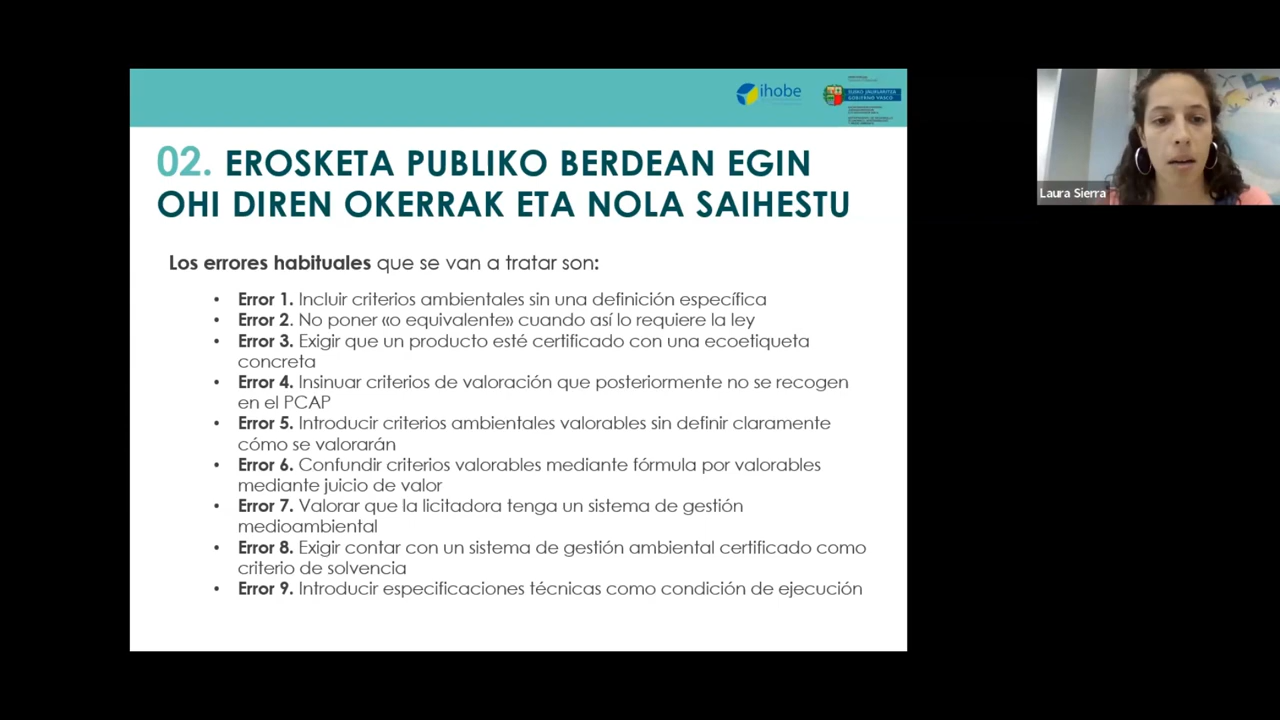 ihobe
EUSKO JAURLARITZA
GOBIERNO VASCO
02. EROSKETA PUBLIKO BERDEAN EGIN
OHI DIREN OKERRAK ETA NOLA SAIHESTU
Laura Sierra
Los errores habituales que se van a tratar son:
• Error 1. Incluir criterios ambientales sin una definición específica
• Error 2. No poner «o equivalente» cuando así lo requiere la ley
• Error 3. Exigir que un producto esté certificado con una ecoetiqueta
concreta
• Error 4. Insinuar criterios de valoración que posteriormente no se recogen
en el PCAP
• Error 5. Introducir criterios ambientales valorables sin definir claramente
cómo se valorarán
• Error 6. Confundir criterios valorables mediante fórmula por valorables
mediante juicio de valor
• Error 7. Valorar que la licitadora tenga un sistema de gestión
medioambiental
• Error 8. Exigir contar con un sistema de gestión ambiental certificado como
criterio de solvencia
• Error 9. Introducir especificaciones técnicas como condición de ejecución